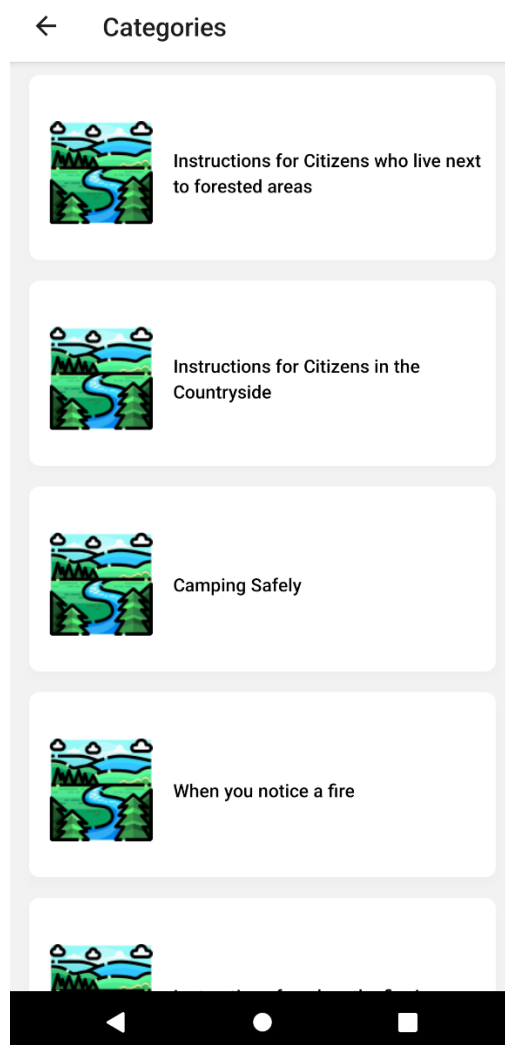 Categories
Instructions for Citizens who live next
to forested areas
Instructions for Citizens in the
Countryside
Camping Safely
When you notice a fire